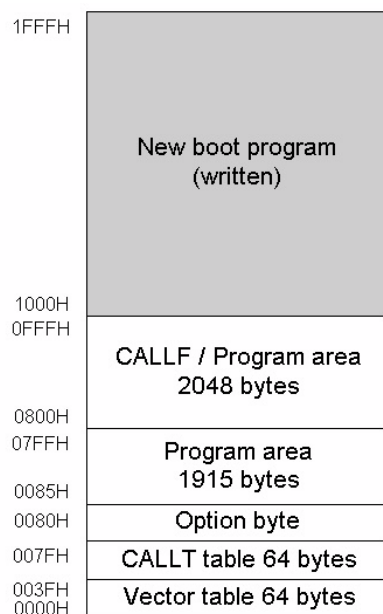 1FFFH
New boot program
(written)
1000H
0FFFH
CALLF / Program area
2048 bytes
0800H
07FFH
Program area
1915 bytes
0085H
0080H
Option byte
007FH
CALLT table 64 bytes
003FH
Vector table 64 bytes
0000H